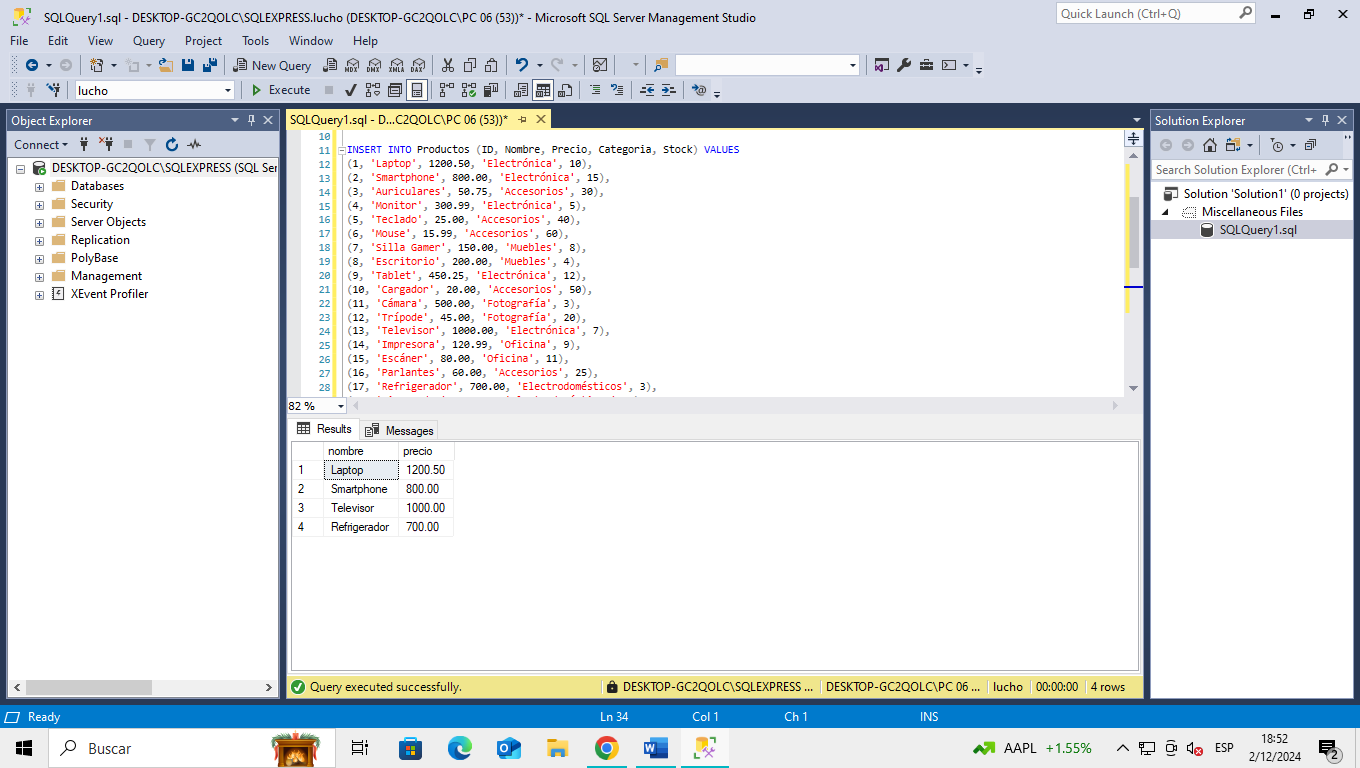 SQLQuery1.sql - DESKTOP-GC2QOLC\SQLEXPRESS.lucho (DESKTOP-GC2QOLC\PC 06 (53))* - Microsoft SQL Server Management Studio
Quick Launch (Ctrl+Q)
File Edit View Query Project Tools Window Help
New Query MDX DMX XMLA DAX
lucho Execute
Object Explorer
Connect
DESKTOP-GC2QOLC\SQLEXPRESS (SQL Ser
Databases
Security
Server Objects
Replication
PolyBase
Management
XEvent Profiler
SQLQuery1.sql - D...C2QOLC\PC 06 (53))*
10
11 INSERT INTO Productos (ID, Nombre, Precio, Categoria, Stock) VALUES
12 (1, 'Laptop', 1200.50, 'Electrónica', 10),
13 (2, 'Smartphone', 800.00, 'Electrónica', 15),
14 (3, 'Auriculares', 50.75, 'Accesorios', 30),
15 (4, 'Monitor', 300.99, 'Electrónica', 5),
16 (5, 'Teclado', 25.00, 'Accesorios', 40),
17 (6, 'Mouse', 15.99, 'Accesorios', 60),
18 (7, 'Silla Gamer', 150.00, 'Muebles', 8),
19 (8, 'Escritorio', 200.00, 'Muebles', 4),
20 (9, 'Tablet', 450.25, 'Electrónica', 12),
21 (10, 'Cargador', 20.00, 'Accesorios', 50),
22 (11, 'Cámara', 500.00, 'Fotografía', 3),
23 (12, 'Trípode', 45.00, 'Fotografía', 20),
24 (13, 'Televisor', 1000.00, 'Electrónica', 7),
25 (14, 'Impresora', 120.99, 'Oficina', 9),
26 (15, 'Escáner', 80.00, 'Oficina', 11),
27 (16, 'Parlantes', 60.00, 'Accesorios', 25),
28 (17, 'Refrigerador', 700.00, 'Electrodomésticos', 3),
82 %
Results Messages
nombre precio
1 Laptop 1200.50
2 Smartphone 800.00
3 Televisor 1000.00
4 Refrigerador 700.00
Query executed successfully. DESKTOP-GC2QOLC\SQLEXPRESS ... DESKTOP-GC2QOLC\PC 06 ... lucho 00:00:00 4 rows
Solution Explorer
Search Solution Explorer (Ctrl+
Solution 'Solution1' (0 projects)
Miscellaneous Files
SQLQuery1.sql
Ready Ln 34 Col 1 Ch 1 INS
Buscar
AAPL +1.55%
ESP
18:52
2/12/2024
2